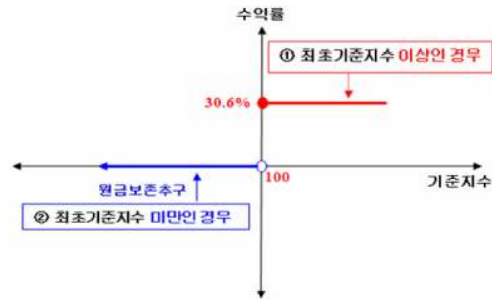 수익률
① 최초기준지수 이상인 경우
30.6%
100
기준지수
원금보존추구
② 최초기준지수 미만인 경우